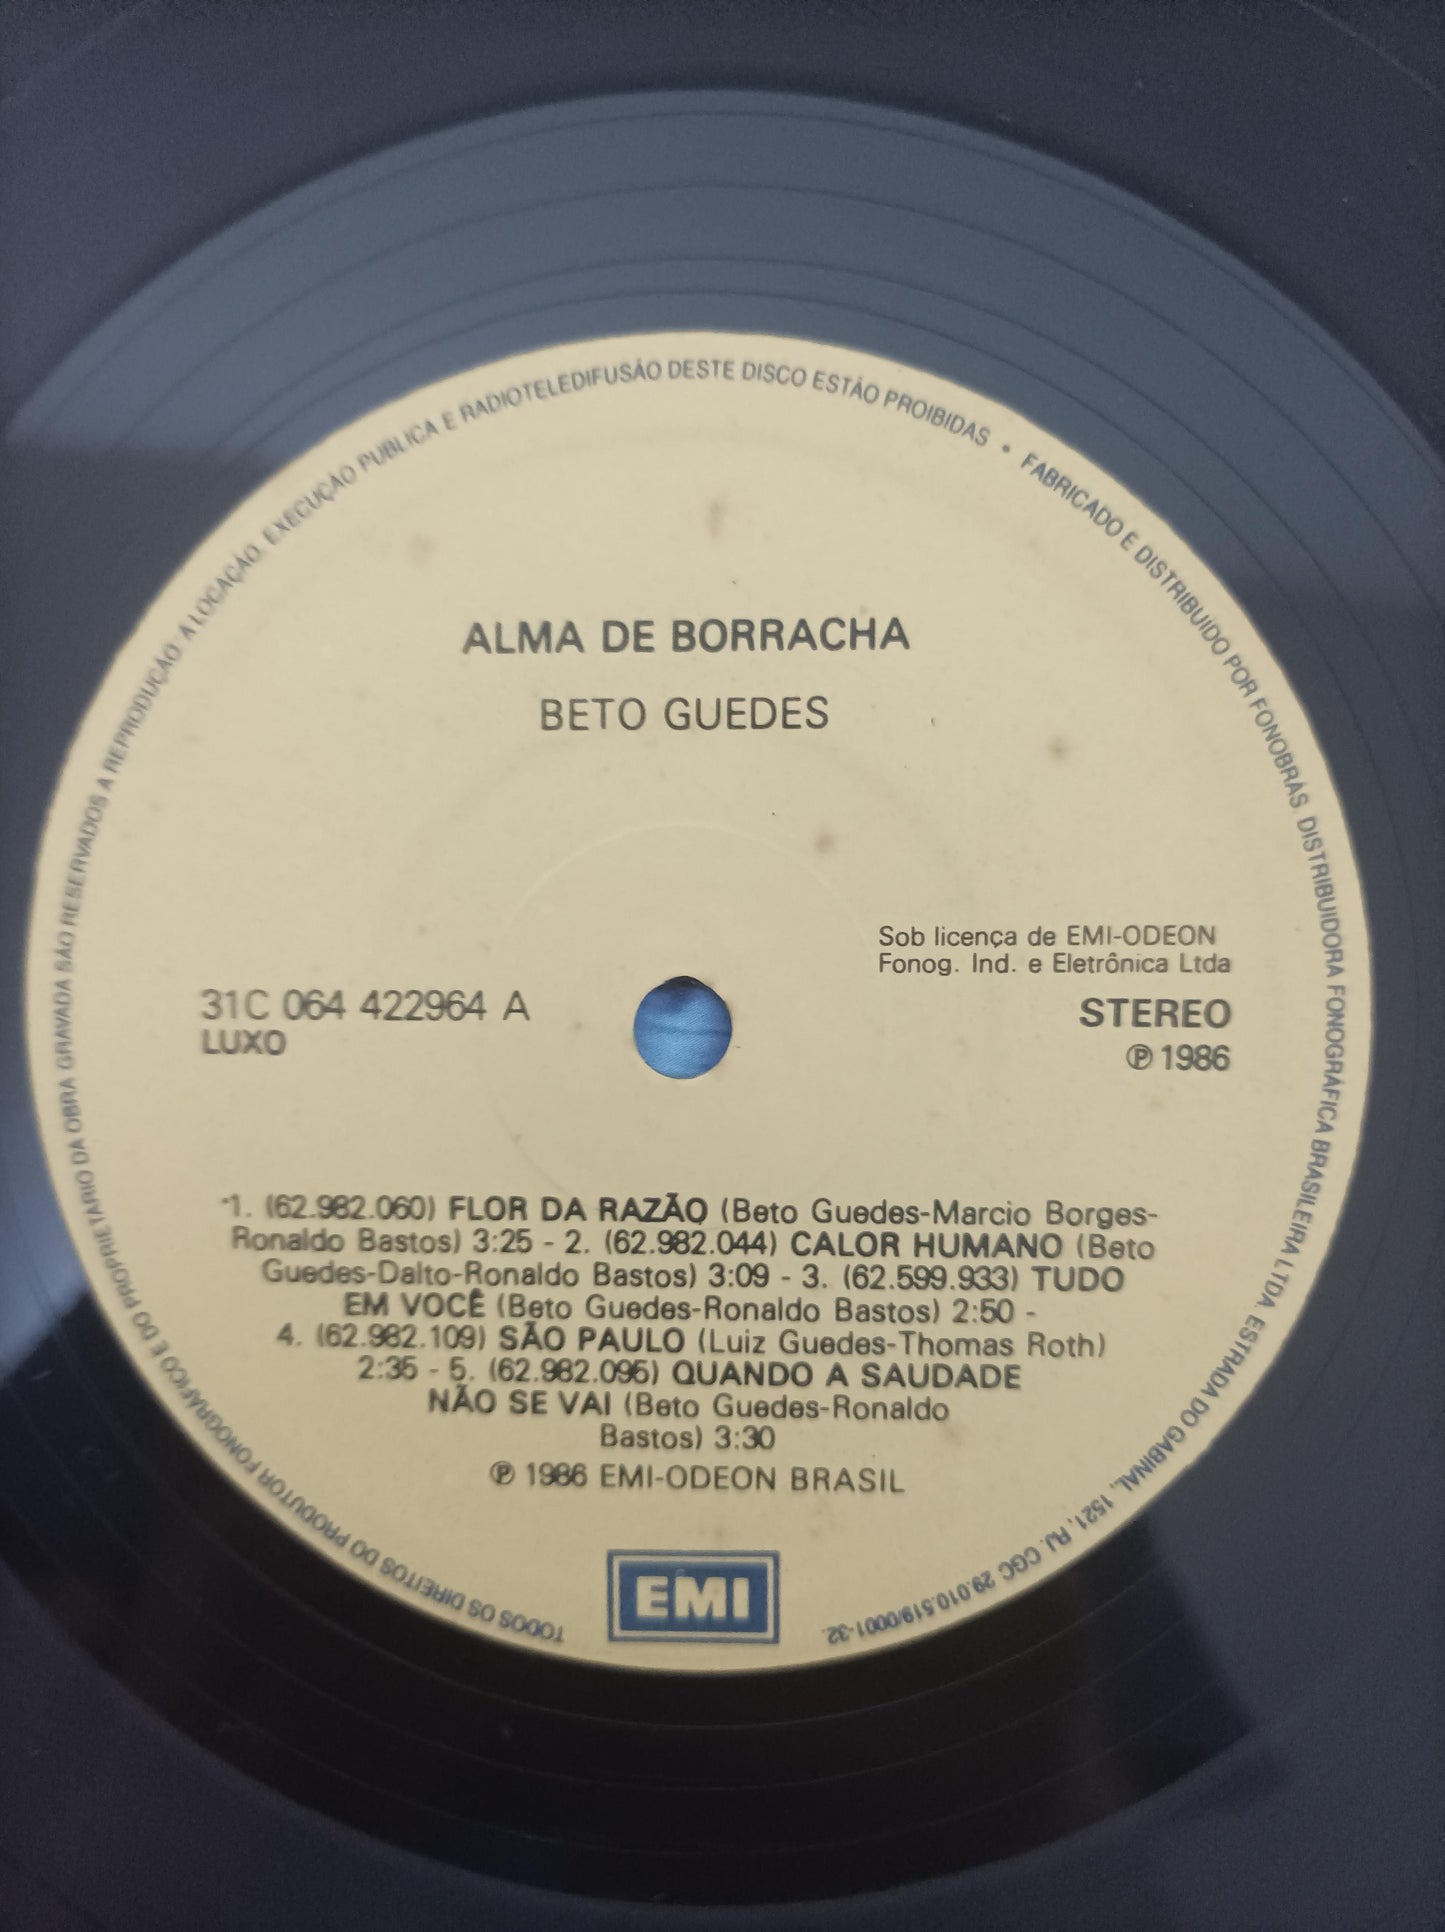 ALMA DE BORRACHA
BETO GUEDES
Sob licença de EMI-ODEON
Fonog. Ind. e Eletrônica Ltda
31C 064 422964 A
LUXO
STEREO
℗ 1986
1. (62.982.060) FLOR DA RAZÃO (Beto Guedes-Marcio Borges-
Ronaldo Bastos) 3:25 - 2. (62.982.044) CALOR HUMANO (Beto
Guedes-Dalto-Ronaldo Bastos) 3:09 - 3. (62.599.933) TUDO
EM VOCÊ (Beto Guedes-Ronaldo Bastos) 2:50 -
4. (62.982.109) SÃO PAULO (Luiz Guedes-Thomas Roth)
2:35 - 5. (62.982.095) QUANDO A SAUDADE
NÃO SE VAI (Beto Guedes-Ronaldo
Bastos) 3:30
℗ 1986 EMI-ODEON BRASIL
EMI
TODOS OS DIREITOS DO PRODUTOR FONOGRÁFICO E DO PROPRIETÁRIO DA OBRA GRAVADA SÃO RESERVADOS A REPRODUÇÃO. A LOCAÇÃO. EXECUÇÃO PÚBLICA E RADIOTELEDIFUSÃO DESTE DISCO ESTÃO PROIBIDAS • FABRICADO E DISTRIBUIDO POR FONOBRÁS. DISTRIBUIDORA FONOGRÁFICA BRASILEIRA LTDA. ESTRADA DO GABINAL, 1521, RJ. CGC 29.010.519/0001-32.